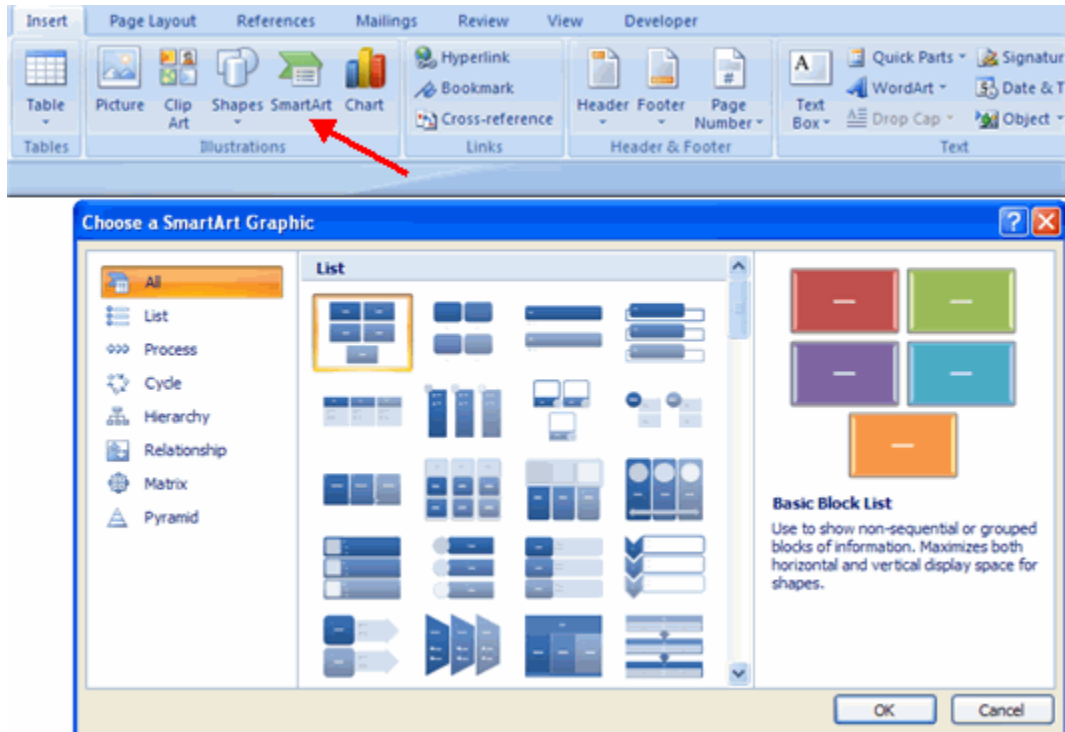 Insert Page Layout References Mailings Review View Developer
Table
Picture
Clip
Art
Shapes
SmartArt
Chart
Hyperlink
Bookmark
Cross-reference
Header
Footer
Page
Number
A
Text
Box
Quick Parts
WordArt
Drop Cap
Signatur
Date & T
Object
Tables Illustrations Links Header & Footer Text
Choose a SmartArt Graphic
All
List
Process
Cycle
Hierarchy
Relationship
Matrix
Pyramid
List
Basic Block List
Use to show non-sequential or grouped
blocks of information. Maximizes both
horizontal and vertical display space for
shapes.
OK Cancel